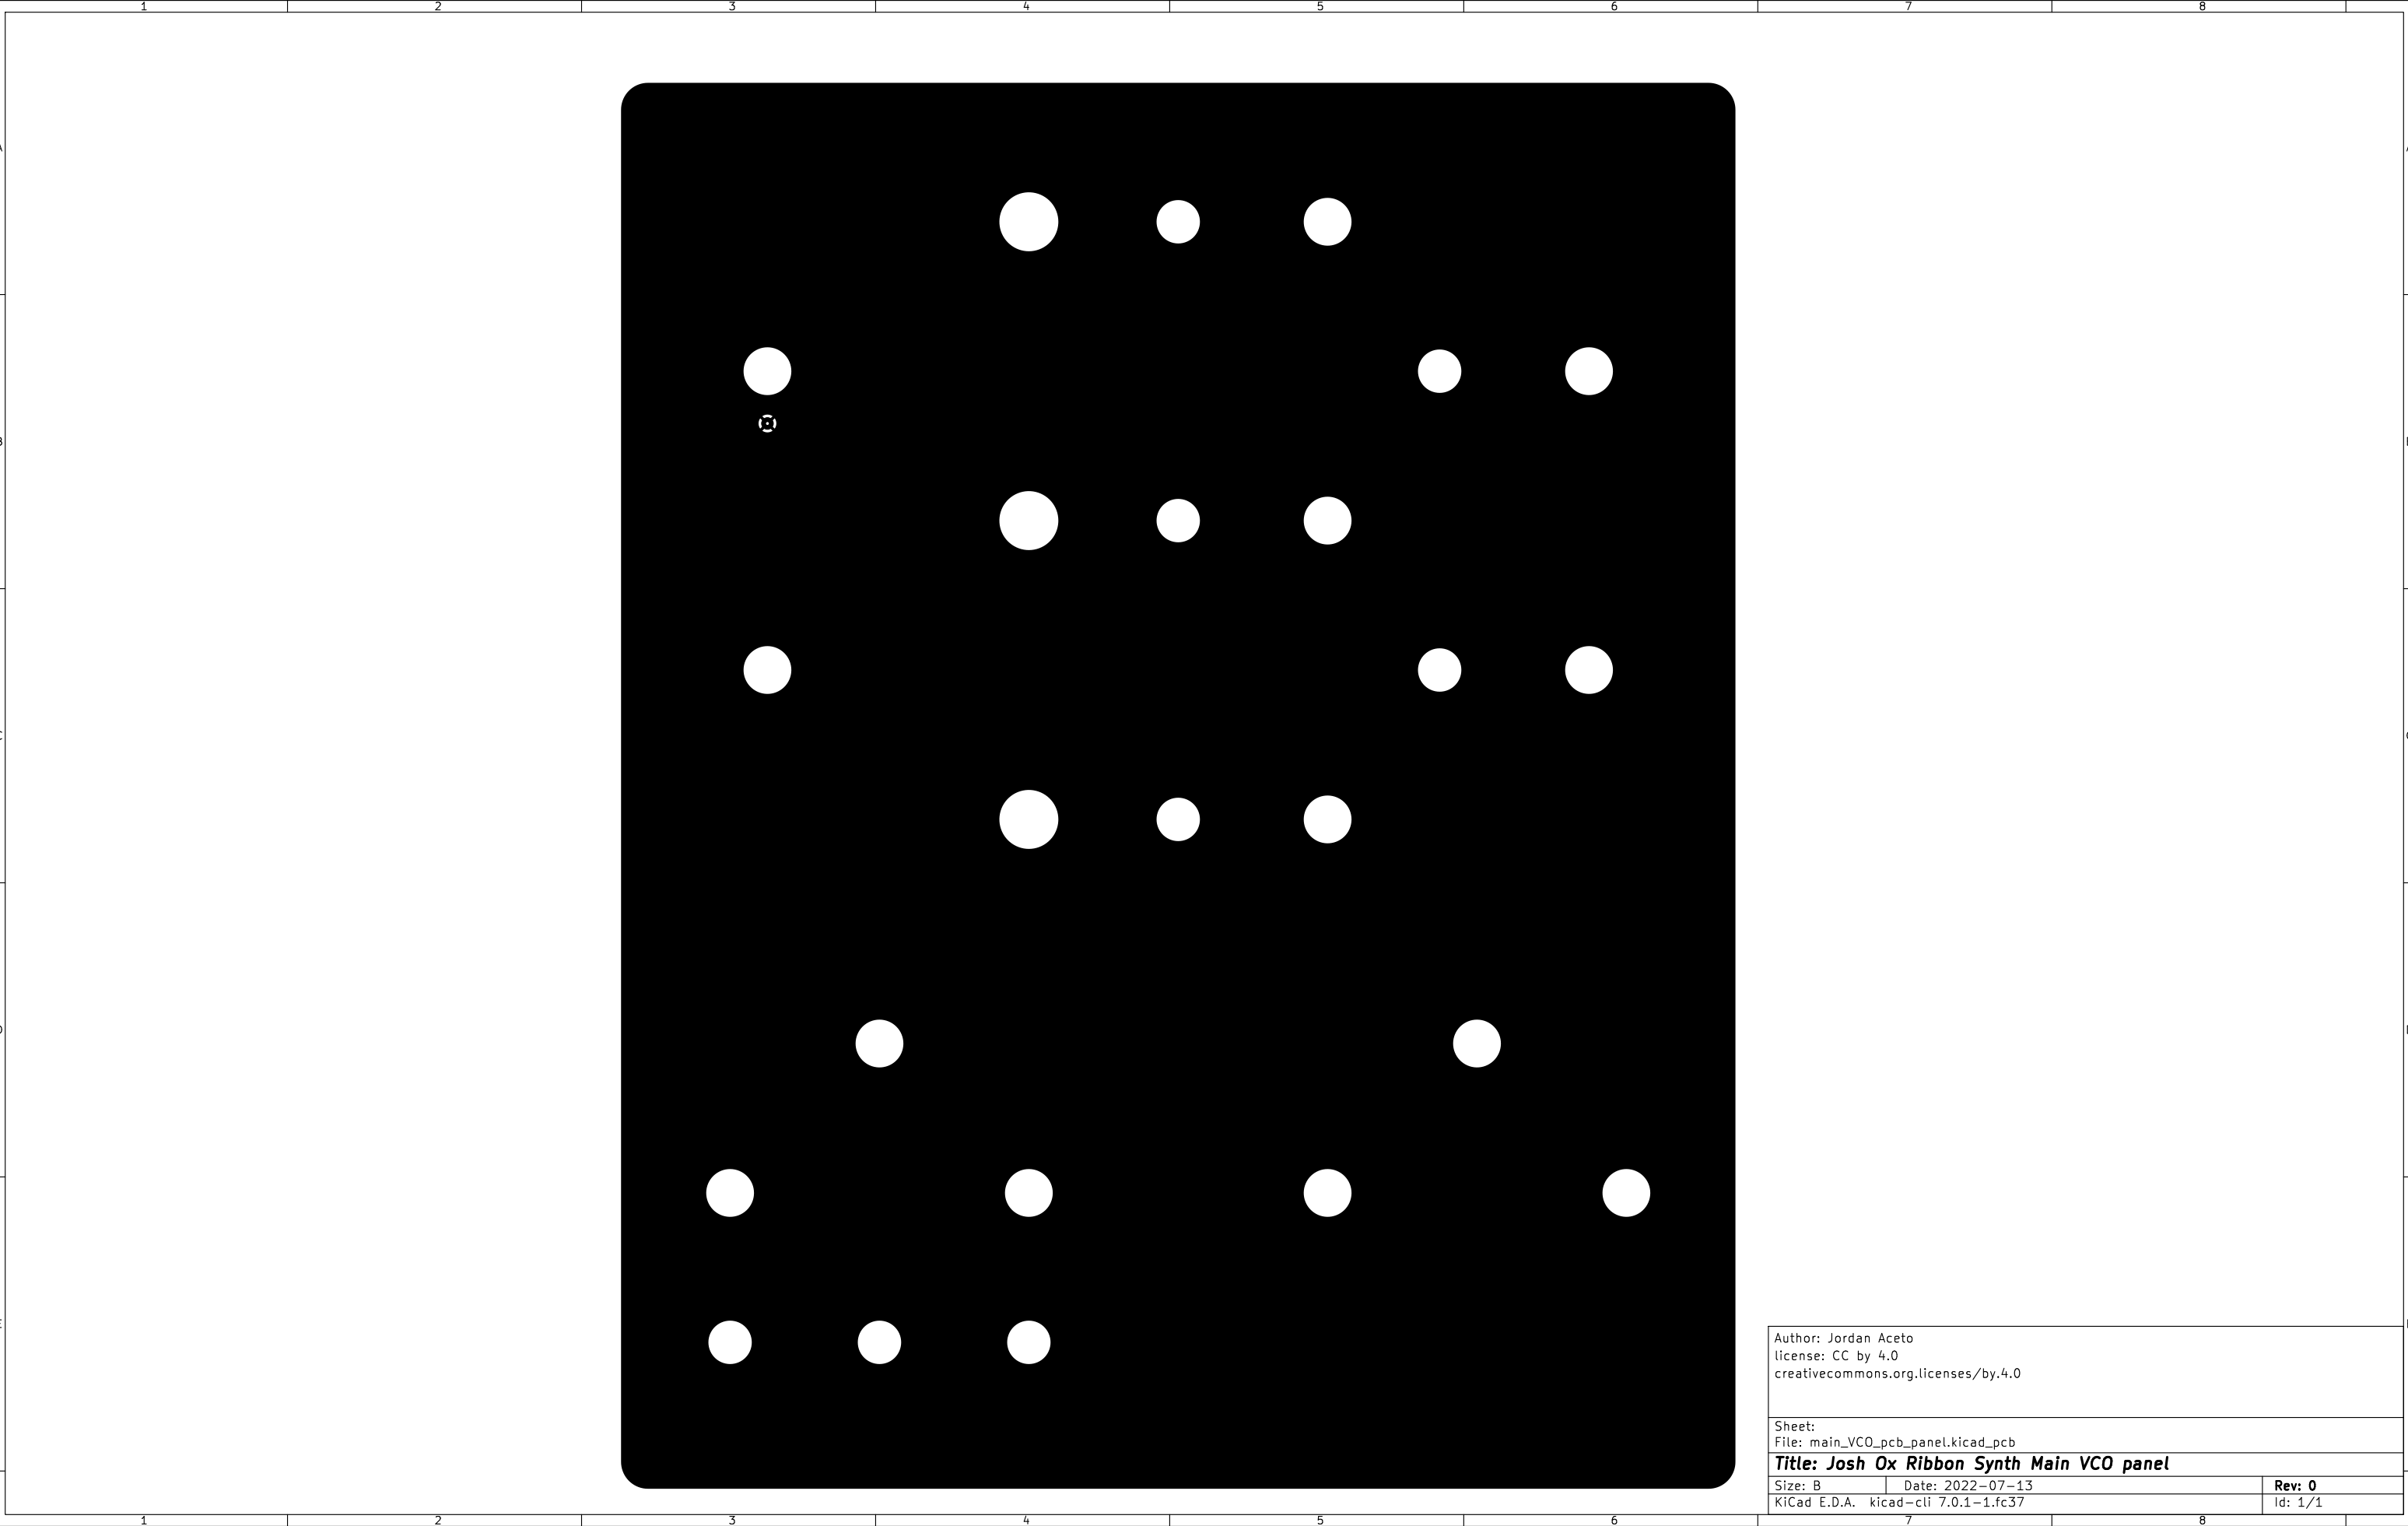 1 2 3 4 5 6 7 8
Author: Jordan Aceto
license: CC by 4.0
creativecommons.org.licenses/by.4.0
Sheet:
File: main_VCO_pcb_panel.kicad_pcb
Title: Josh Ox Ribbon Synth Main VCO panel
Size: B Date: 2022-07-13 Rev: 0
KiCad E.D.A. kicad-cli 7.0.1-1.fc37 Id: 1/1
1 2 3 4 5 6 7 8